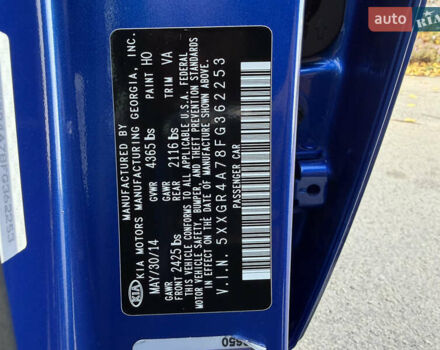 auto
RIA
KIA
MANUFACTURED BY
KIA MOTORS MANUFACTURING GEORGIA, INC.
MAY/30/14 GVWR 4365 lbs PAINT HO
GAWR FRONT 2425 lbs GAWR REAR 2116 lbs TRIM VA
THIS VEHICLE CONFORMS TO ALL APPLICABLE U.S.A. FEDERAL
MOTOR VEHICLE SAFETY, BUMPER, AND THEFT PREVENTION STANDARDS
IN EFFECT ON THE DATE OF MANUFACTURE SHOWN ABOVE.
V.I.N. 5XXGR4A78FG362253
PASSENGER CAR